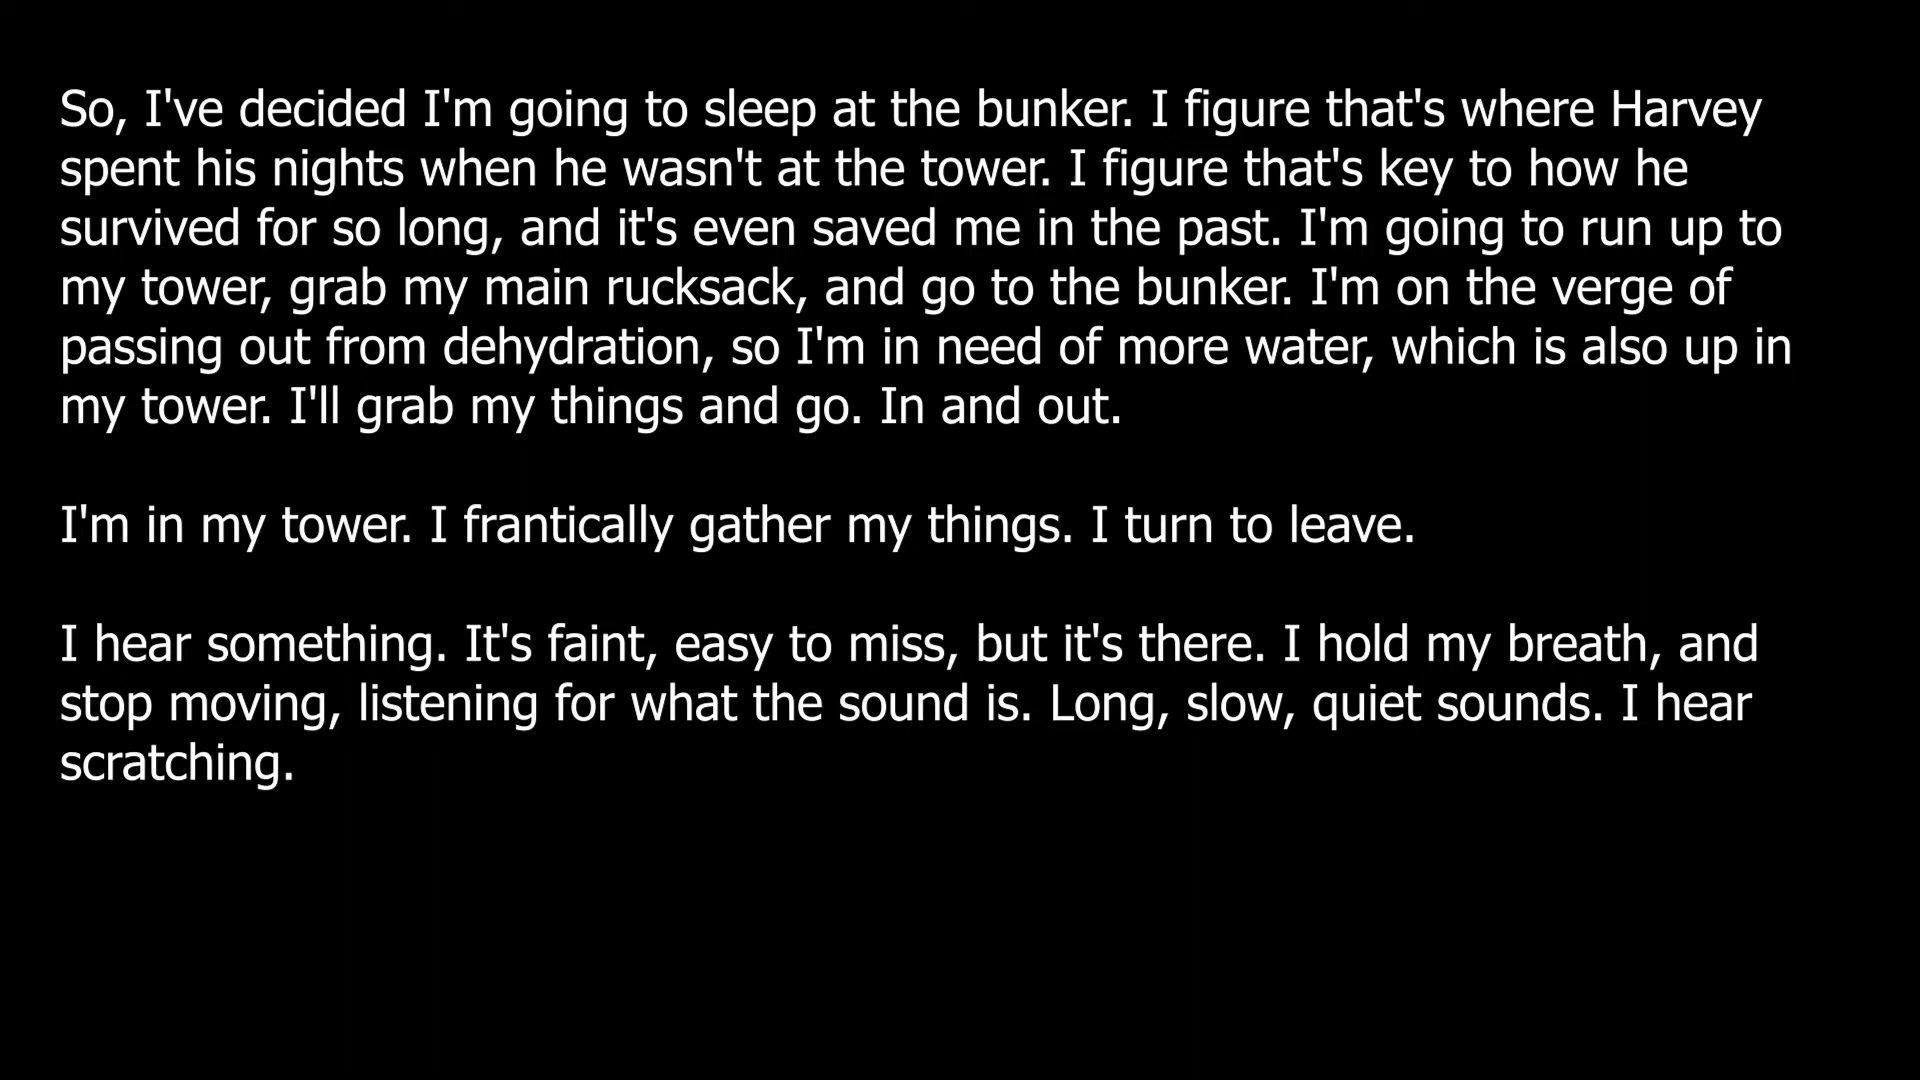 So, I've decided I'm going to sleep at the bunker. I figure that's where Harvey
spent his nights when he wasn't at the tower. I figure that's key to how he
survived for so long, and it's even saved me in the past. I'm going to run up to
my tower, grab my main rucksack, and go to the bunker. I'm on the verge of
passing out from dehydration, so I'm in need of more water, which is also up in
my tower. I'll grab my things and go. In and out.
I'm in my tower. I frantically gather my things. I turn to leave.
I hear something. It's faint, easy to miss, but it's there. I hold my breath, and
stop moving, listening for what the sound is. Long, slow, quiet sounds. I hear
scratching.